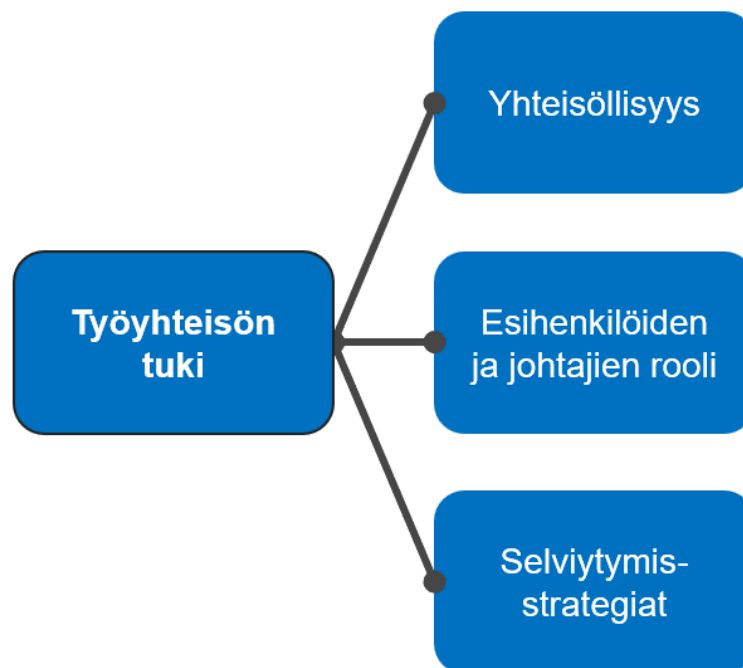 Yhteisöllisyys
Työyhteisön
tuki
Esihenkilöiden
ja johtajien rooli
Selviytymis-
strategiat